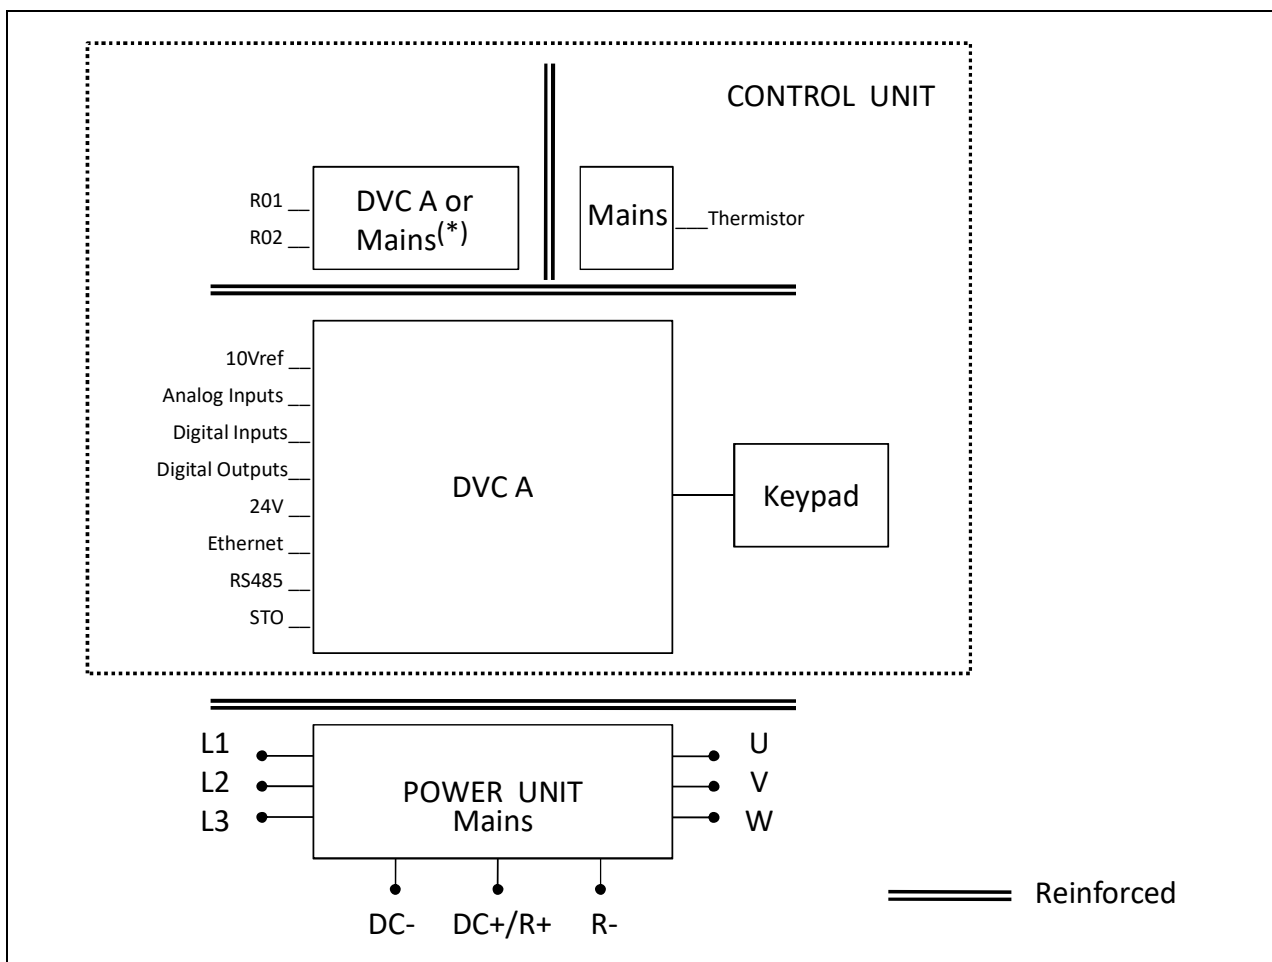 CONTROL UNIT
R01
R02
DVC A or
Mains(*)
Mains
Thermistor
10Vref
Analog Inputs
Digital Inputs
Digital Outputs
24V
Ethernet
RS485
STO
DVC A
Keypad
L1
L2
L3
POWER UNIT
Mains
U
V
W
DC-
DC+/R+
R-
Reinforced